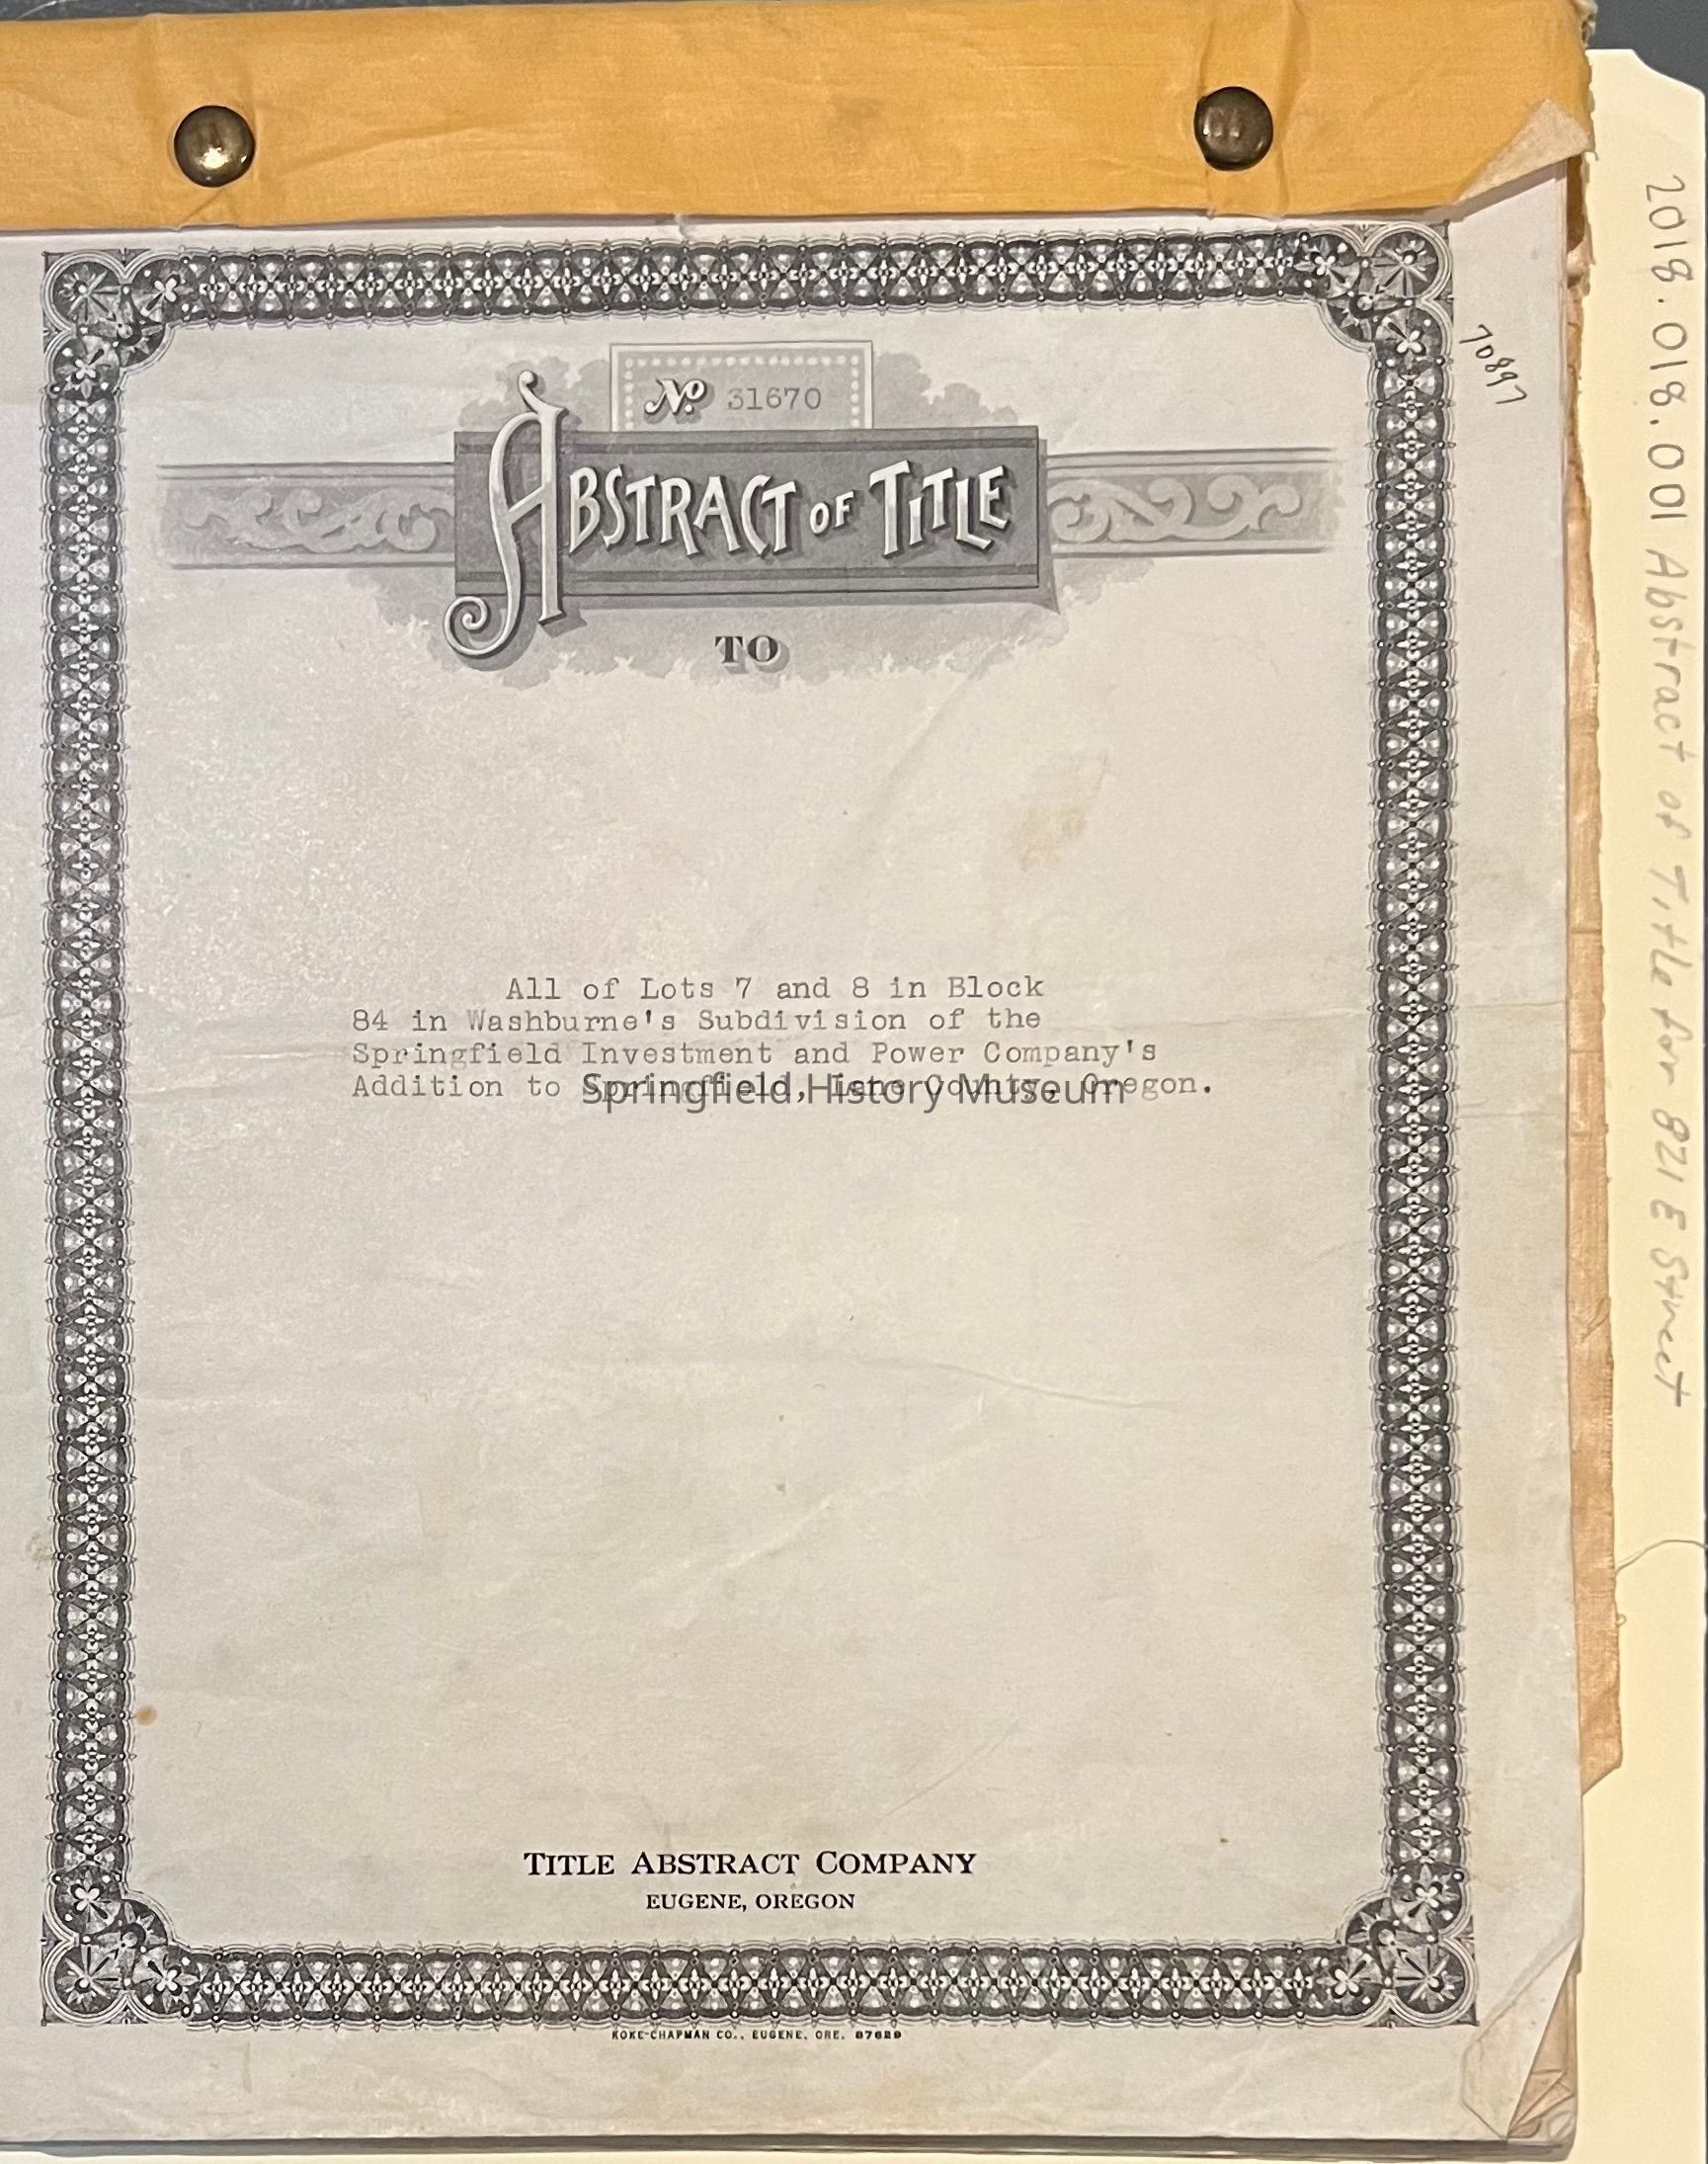 No. 31670
ABSTRACT OF TITLE
TO
All of Lots 7 and 8 in Block
84 in Washburne's Subdivision of the
Springfield Investment and Power Company's
Addition to Springfield, Lane County, Oregon.
Springfield History Museum
TITLE ABSTRACT COMPANY
EUGENE, OREGON
KOKE-CHAPMAN CO., EUGENE, ORE. 87629
70897
2018.018.001 Abstract of Title for 821 E Street